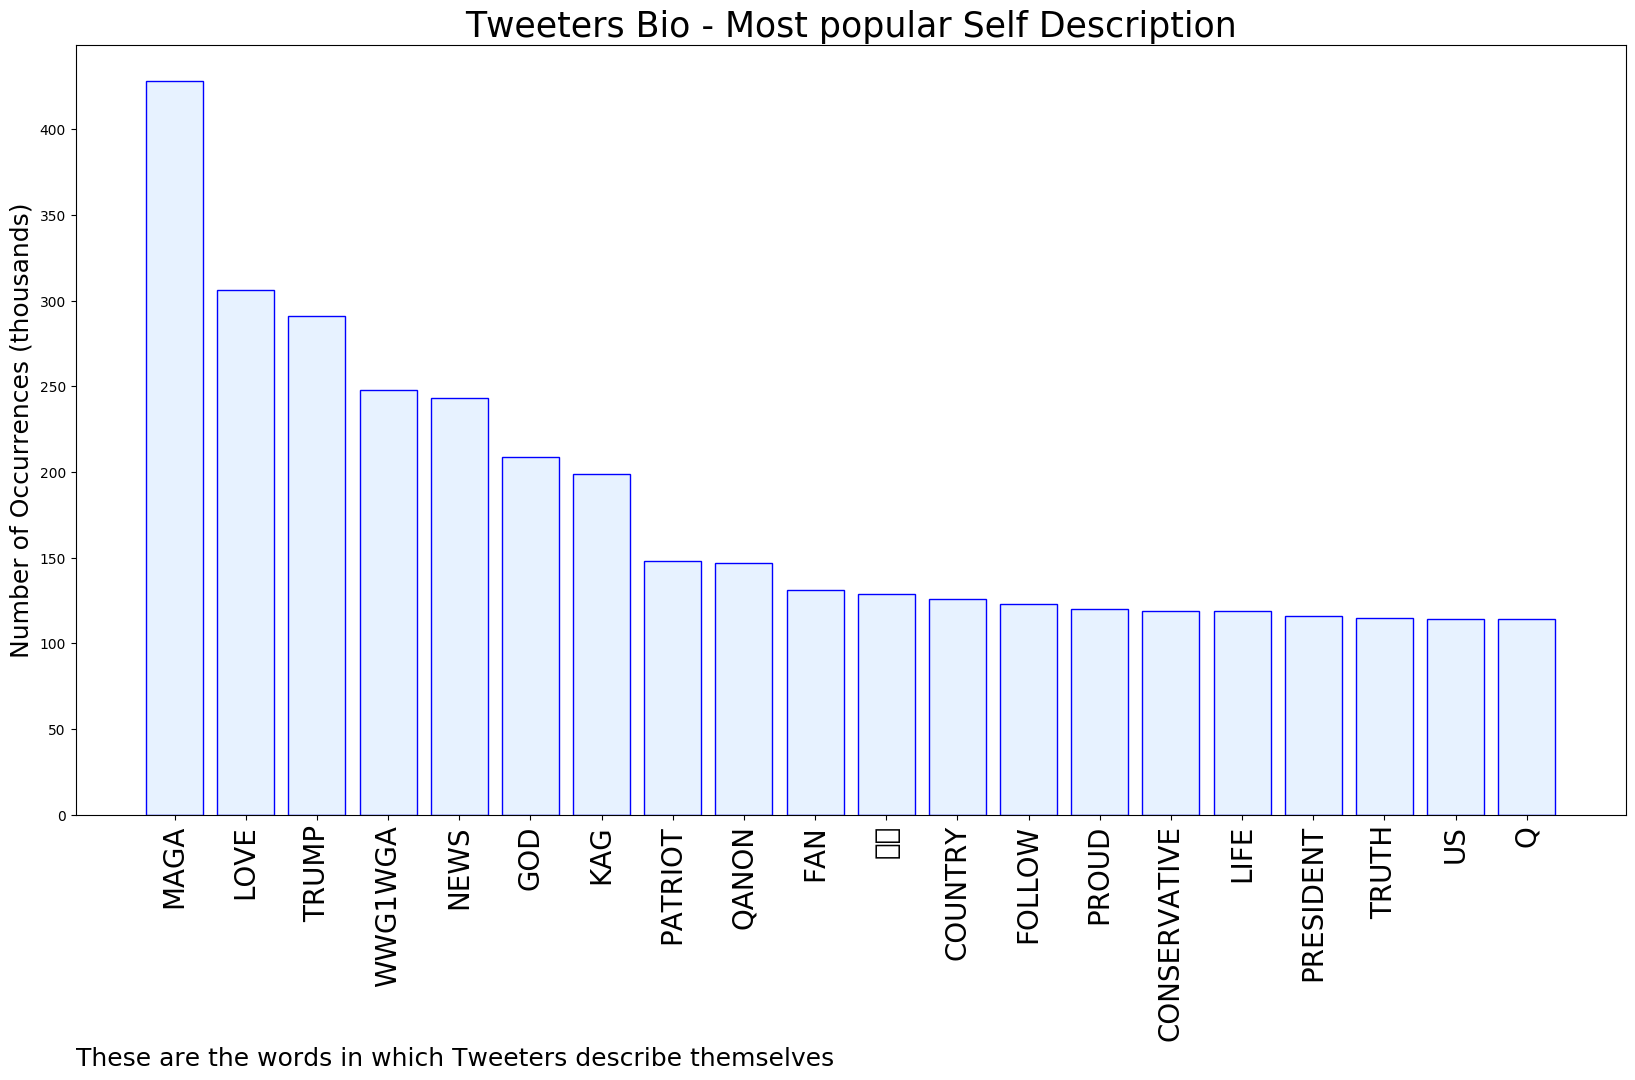 Tweeters Bio - Most popular Self Description
Number of Occurrences (thousands)
400
350
300
250
200
150
100
50
0
MAGA
LOVE
TRUMP
WWG1WGA
NEWS
GOD
KAG
PATRIOT
QANON
FAN
COUNTRY
FOLLOW
PROUD
CONSERVATIVE
LIFE
PRESIDENT
TRUTH
US
Q
These are the words in which Tweeters describe themselves